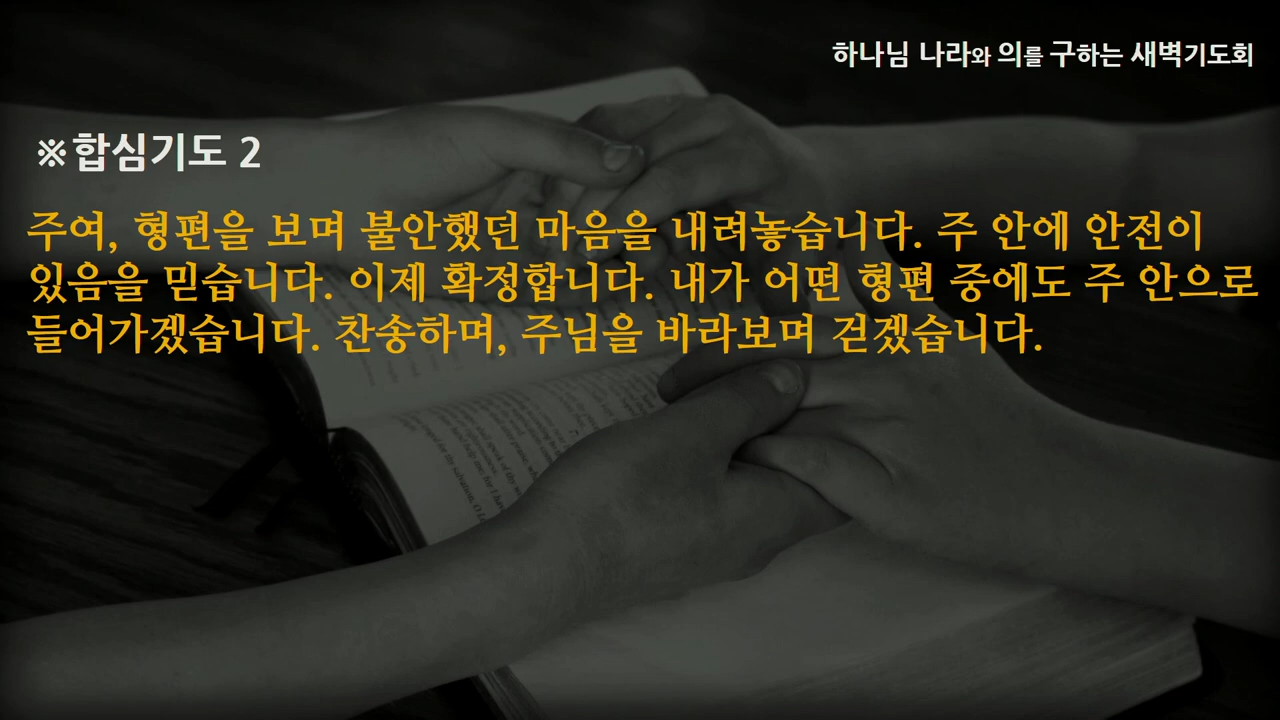 하나님 나라와 의를 구하는 새벽기도회
※합심기도 2
주여, 형편을 보며 불안했던 마음을 내려놓습니다. 주 안에 안전이
있음을 믿습니다. 이제 확정합니다. 내가 어떤 형편 중에도 주 안으로
들어가겠습니다. 찬송하며, 주님을 바라보며 걷겠습니다.